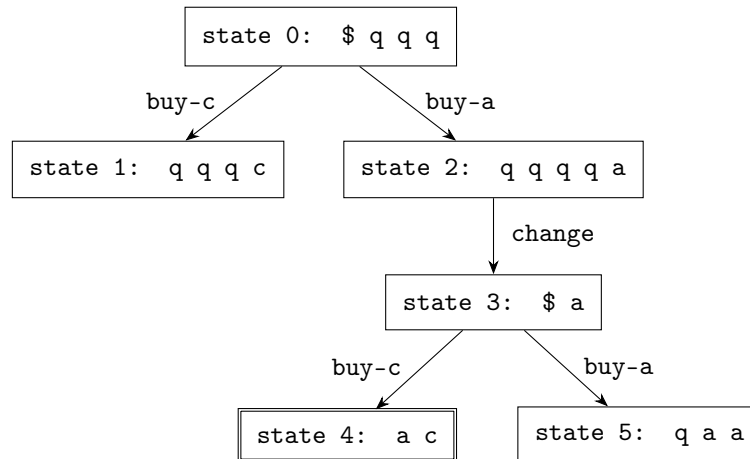 state 0:  $ q q q
buy-c
buy-a
state 1:  q q q c
state 2:  q q q q a
change
state 3:  $ a
buy-c
buy-a
state 4:  a c
state 5:  q a a